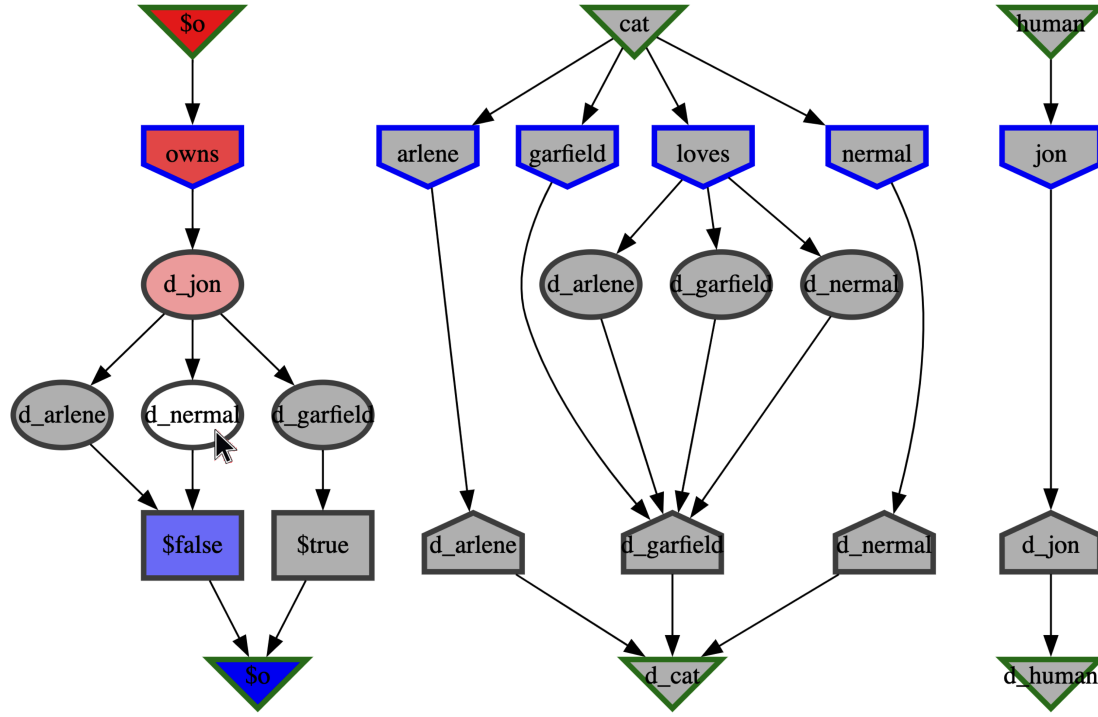 $o
cat
human
owns
arlene
garfield
loves
nermal
jon
d_jon
d_arlene
d_garfield
d_nermal
d_arlene
d_nermal
d_garfield
$false
$true
d_arlene
d_garfield
d_nermal
d_jon
$o
d_cat
d_human